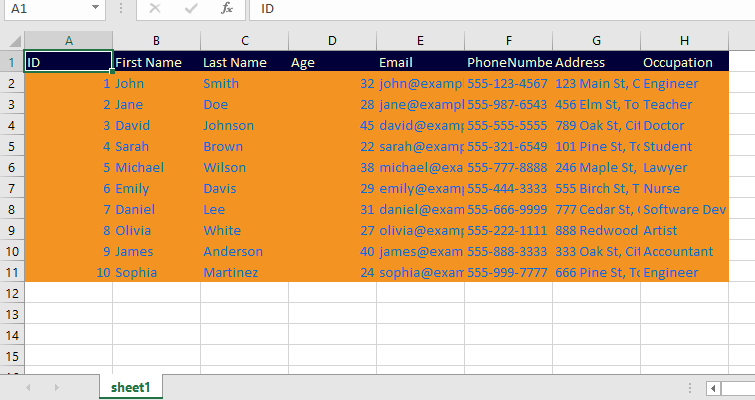 A1 fx ID
A B C D E F G H
1 ID First Name Last Name Age Email PhoneNumbe Address Occupation
2 1 John Smith 32 john@exampl 555-123-4567 123 Main St, C Engineer
3 2 Jane Doe 28 jane@exampl 555-987-6543 456 Elm St, To Teacher
4 3 David Johnson 45 david@examp 555-555-5555 789 Oak St, Cit Doctor
5 4 Sarah Brown 22 sarah@examp 555-321-6549 101 Pine St, To Student
6 5 Michael Wilson 38 michael@exa 555-777-8888 246 Maple St, Lawyer
7 6 Emily Davis 29 emily@examp 555-444-3333 555 Birch St, T Nurse
8 7 Daniel Lee 31 daniel@exam 555-666-9999 777 Cedar St, Software Dev
9 8 Olivia White 27 olivia@examp 555-222-1111 888 Redwood Artist
10 9 James Anderson 40 james@exam 555-888-3333 333 Oak St, Cit Accountant
11 10 Sophia Martinez 24 sophia@exam 555-999-7777 666 Pine St, To Engineer
12
13
14
15
sheet1